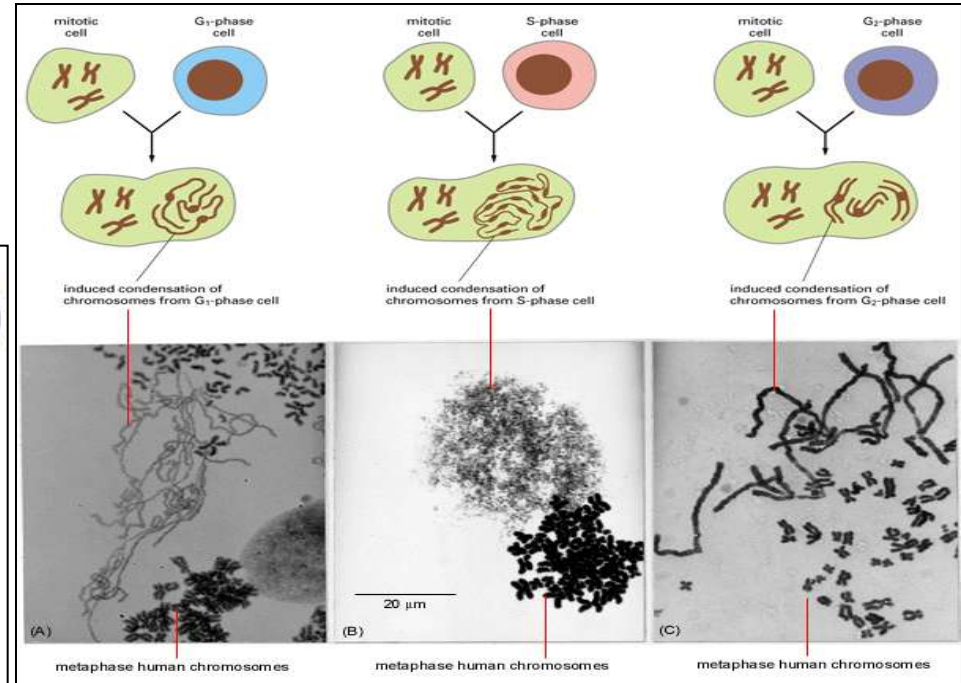 mitotic
cell
G1-phase
cell
mitotic
cell
S-phase
cell
mitotic
cell
G2-phase
cell
induced condensation of
chromosomes from G1-phase cell
induced condensation of
chromosomes from S-phase cell
induced condensation of
chromosomes from G2-phase cell
20 μm
(A)
(B)
(C)
metaphase human chromosomes
metaphase human chromosomes
metaphase human chromosomes